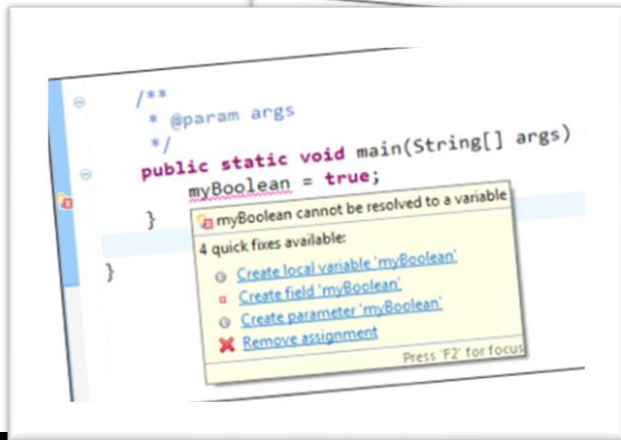 /**
* @param args
*/
public static void main(String[] args)
myBoolean = true;
}
myBoolean cannot be resolved to a variable
4 quick fixes available:
Create local variable 'myBoolean'
Create field 'myBoolean'
Create parameter 'myBoolean'
Remove assignment
Press 'F2' for focus
}